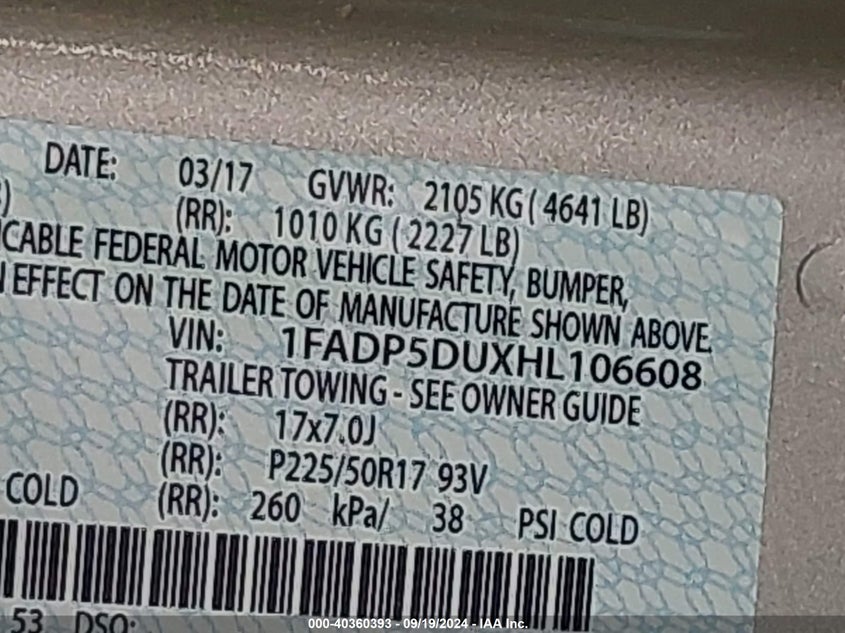 DATE: 03/17 GVWR: 2105 KG ( 4641 LB)
) (RR): 1010 KG ( 2227 LB)
CABLE FEDERAL MOTOR VEHICLE SAFETY, BUMPER,
N EFFECT ON THE DATE OF MANUFACTURE SHOWN ABOVE.
VIN: 1FADP5DUXHL106608
TRAILER TOWING - SEE OWNER GUIDE
(RR): 17x7.0J
(RR): P225/50R17 93V
COLD (RR): 260 kPa/ 38 PSI COLD
53 DSO:
000-40360393 - 09/19/2024 - IAA Inc.